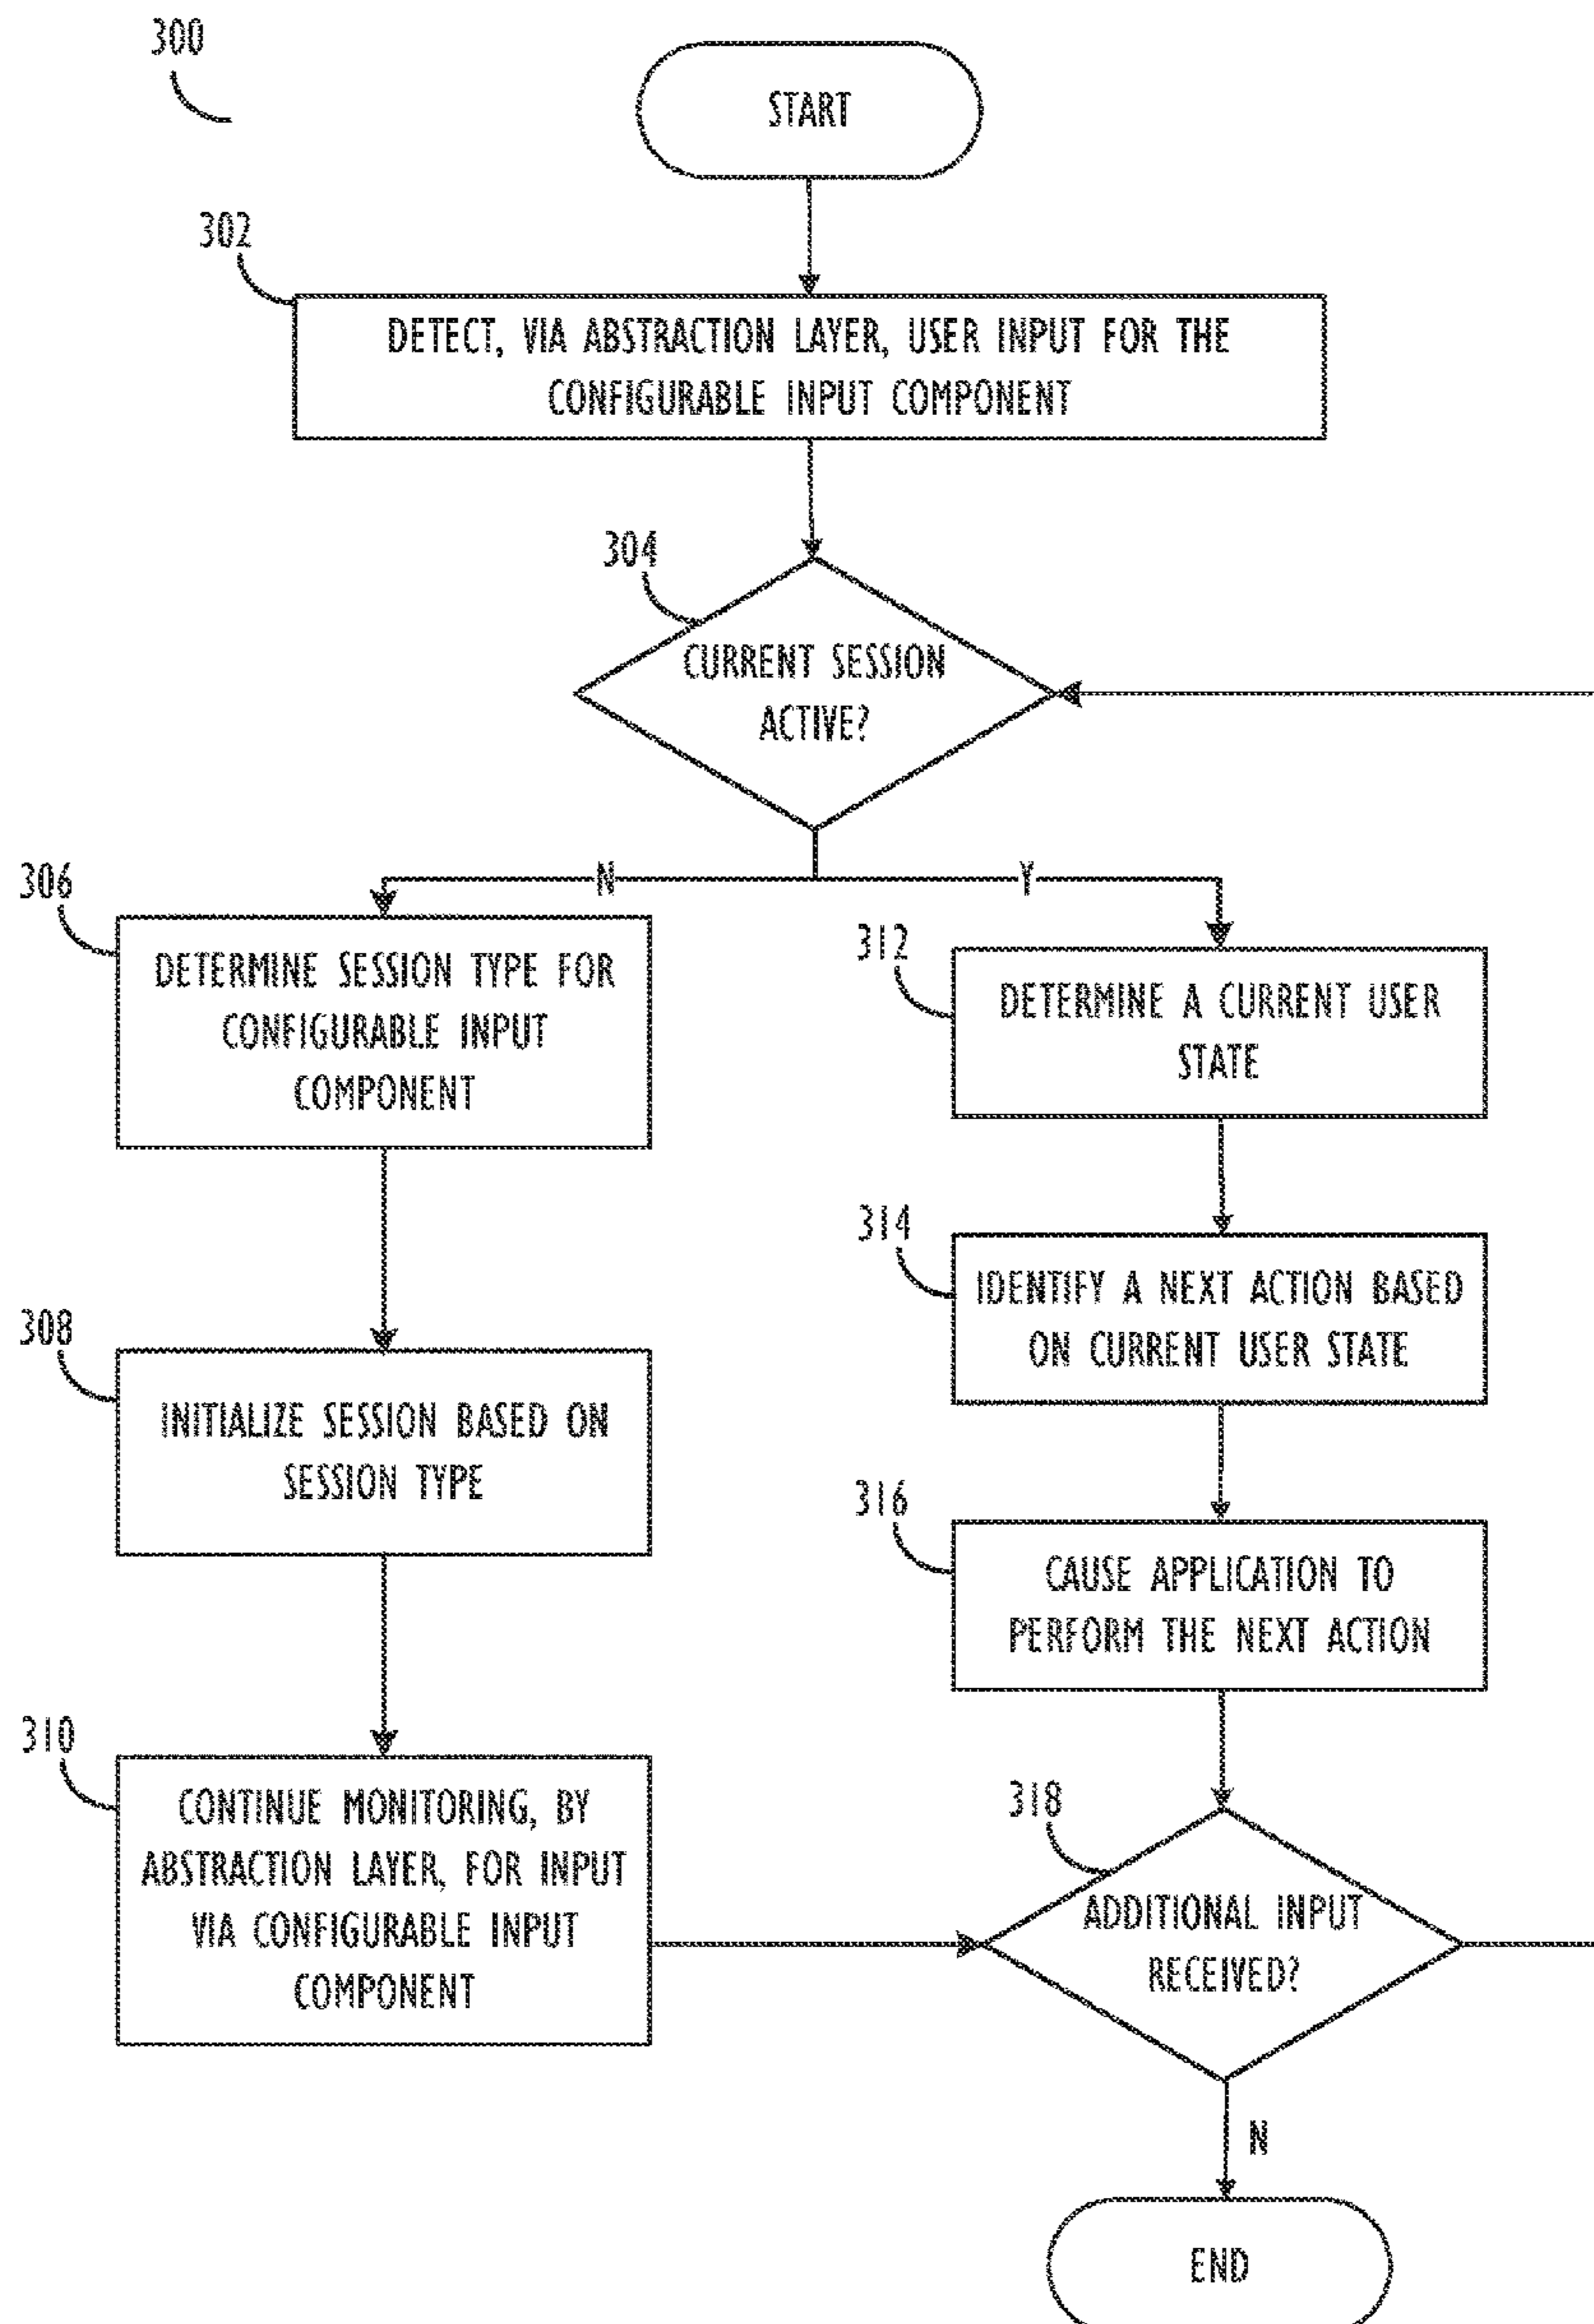 300
START
302
DETECT, VIA ABSTRACTION LAYER, USER INPUT FOR THE
CONFIGURABLE INPUT COMPONENT
304
CURRENT SESSION
ACTIVE?
N
Y
306
DETERMINE SESSION TYPE FOR
CONFIGURABLE INPUT
COMPONENT
312
DETERMINE A CURRENT USER
STATE
314
IDENTIFY A NEXT ACTION BASED
ON CURRENT USER STATE
308
INITIALIZE SESSION BASED ON
SESSION TYPE
316
CAUSE APPLICATION TO
PERFORM THE NEXT ACTION
310
CONTINUE MONITORING, BY
ABSTRACTION LAYER, FOR INPUT
VIA CONFIGURABLE INPUT
COMPONENT
318
ADDITIONAL INPUT
RECEIVED?
N
END